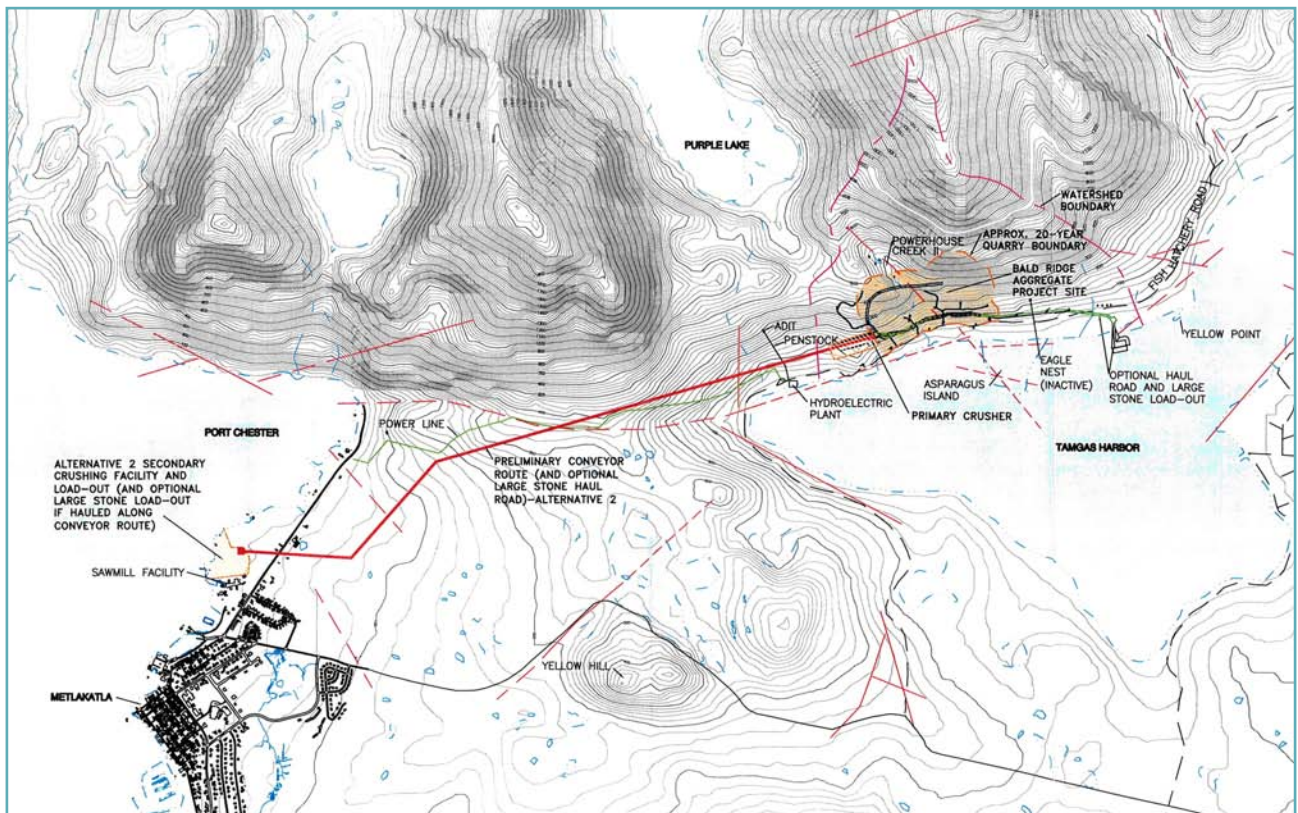 PURPLE LAKE
WATERSHED
BOUNDARY
POWERHOUSE
CREEK II
APPROX. 20-YEAR
QUARRY BOUNDARY
BALD RIDGE
AGGREGATE
PROJECT SITE
FISH HATCHERY ROAD
ADIT
PENSTOCK
YELLOW POINT
HYDROELECTRIC
PLANT
ASPARAGUS
ISLAND
EAGLE
NEST
(INACTIVE)
OPTIONAL HAUL
ROAD AND LARGE
STONE LOAD-OUT
PRIMARY CRUSHER
PORT CHESTER
POWER LINE
TAMGAS HARBOR
ALTERNATIVE 2 SECONDARY
CRUSHING FACILITY AND
LOAD-OUT (AND OPTIONAL
LARGE STONE LOAD-OUT
IF HAULED ALONG
CONVEYOR ROUTE)
PRELIMINARY CONVEYOR
ROUTE (AND OPTIONAL
LARGE STONE HAUL
ROAD)-ALTERNATIVE 2
SAWMILL FACILITY
YELLOW HILL
METLAKATLA